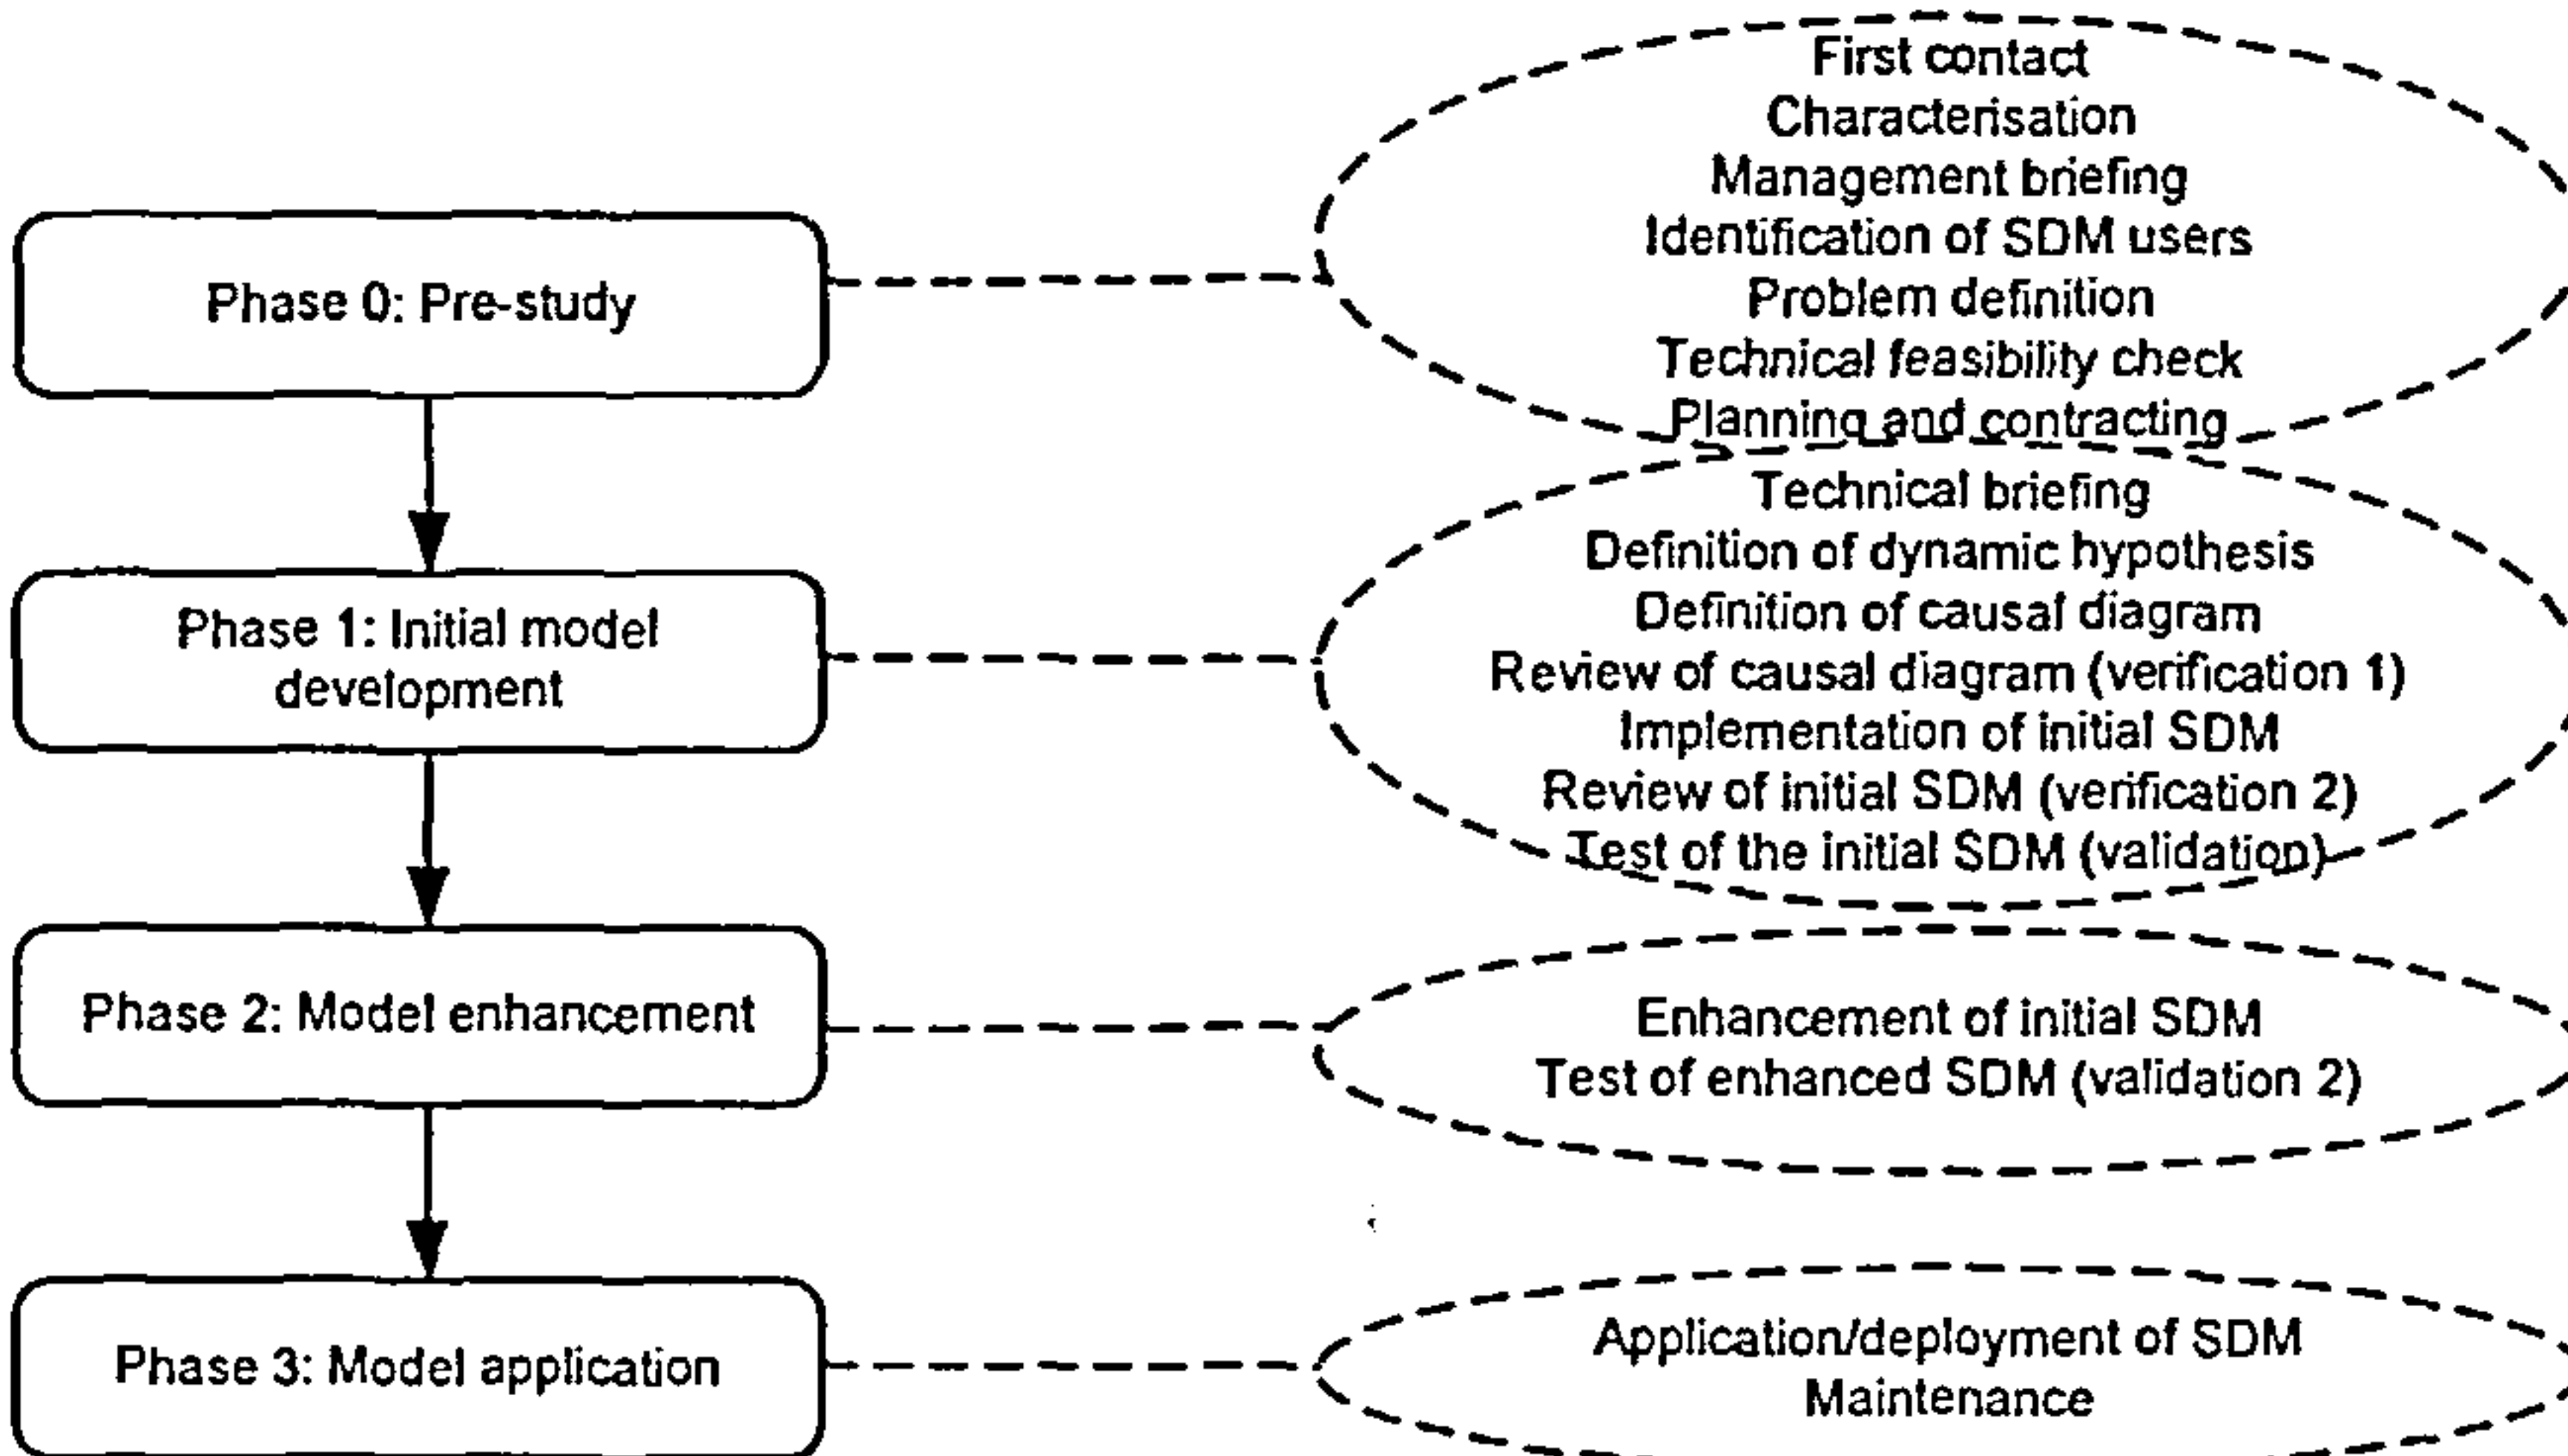 Phase 0: Pre-study
First contact
Characterisation
Management briefing
Identification of SDM users
Problem definition
Technical feasibility check
Planning and contracting
Phase 1: Initial model
development
Technical briefing
Definition of dynamic hypothesis
Definition of causal diagram
Review of causal diagram (verification 1)
Implementation of initial SDM
Review of initial SDM (verification 2)
Test of the initial SDM (validation)
Phase 2: Model enhancement
Enhancement of initial SDM
Test of enhanced SDM (validation 2)
Phase 3: Model application
Application/deployment of SDM
Maintenance